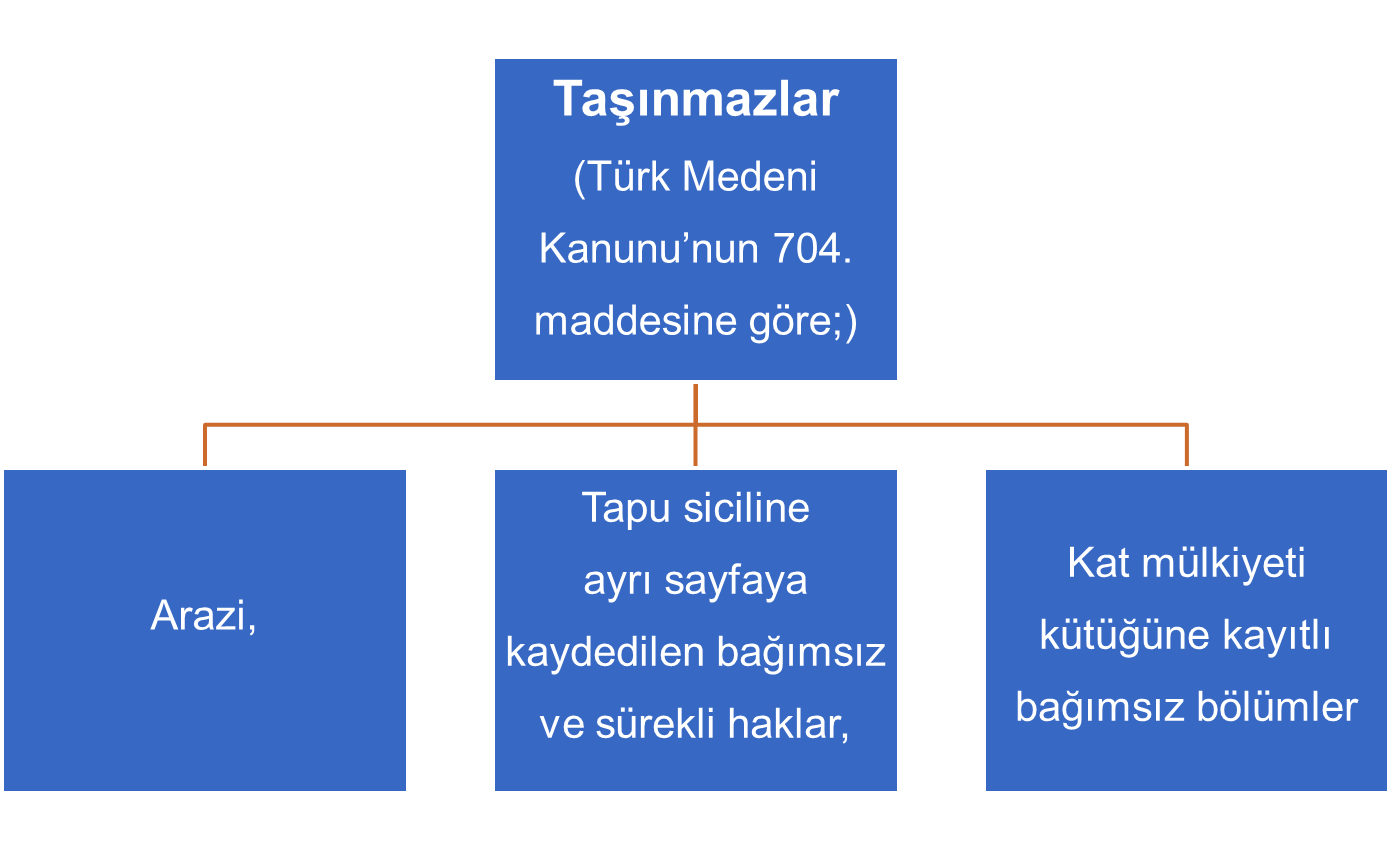 Taşınmazlar
(Türk Medeni
Kanunu’nun 704.
maddesine göre;)
Arazi,
Tapu siciline
ayrı sayfaya
kaydedilen bağımsız
ve sürekli haklar,
Kat mülkiyeti
kütüğüne kayıtlı
bağımsız bölümler